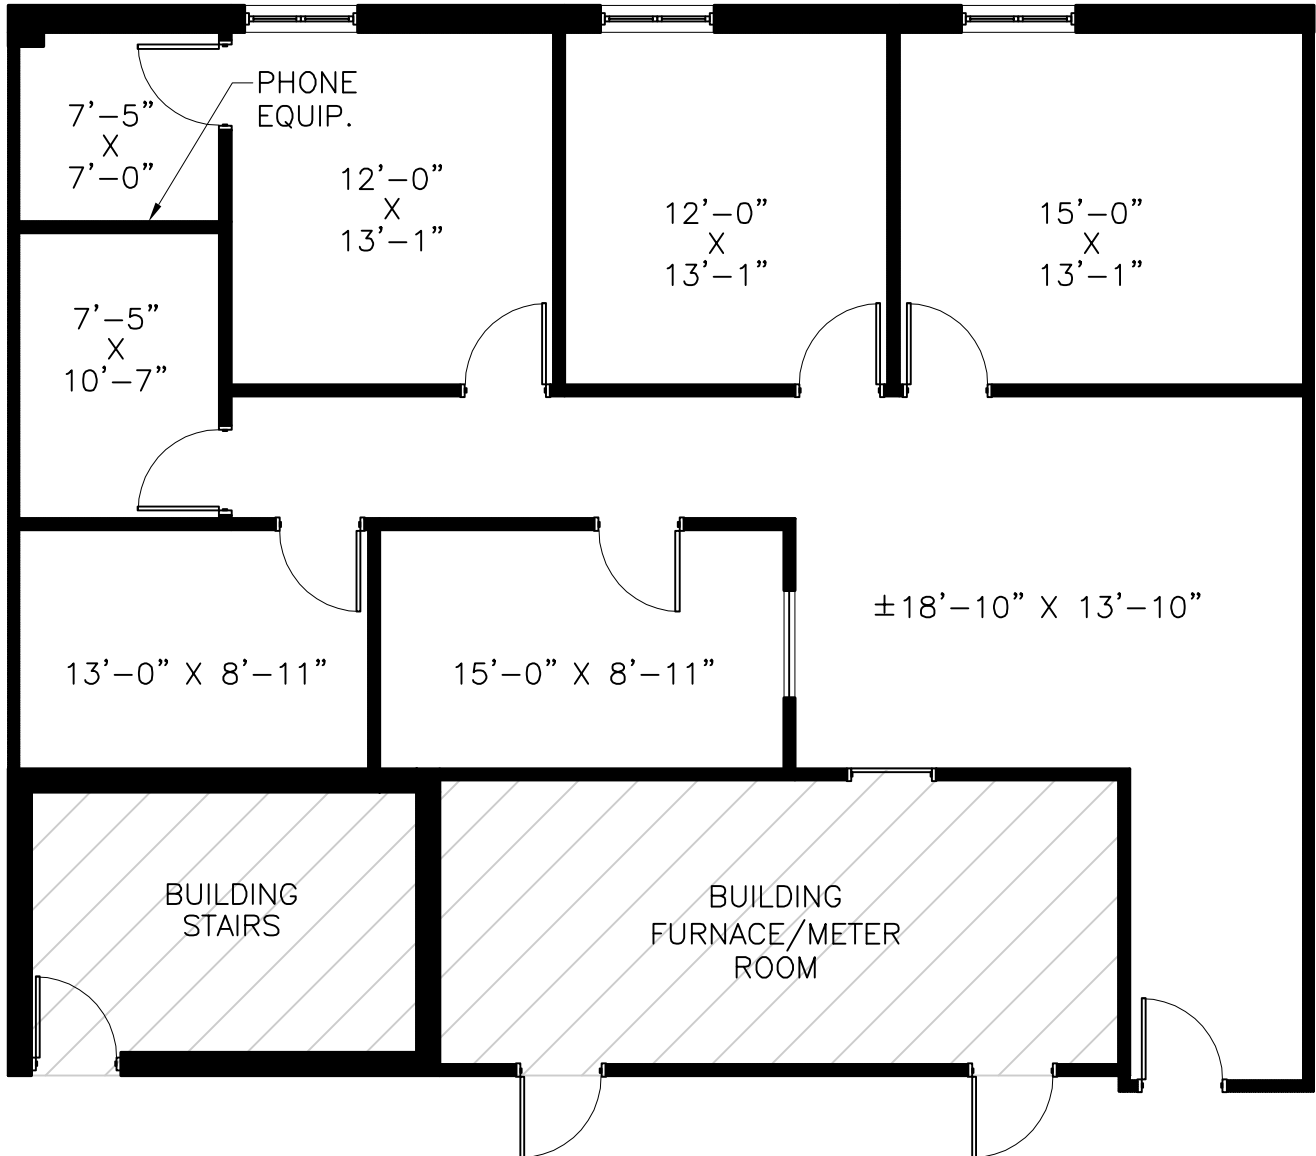 PHONE
EQUIP.
7’-5”
X
7’-0”
12’-0”
X
13’-1”
12’-0”
X
13’-1”
15’-0”
X
13’-1”
7’-5”
X
10’-7”
±18’-10” X 13’-10”
13’-0” X 8’-11”
15’-0” X 8’-11”
BUILDING
STAIRS
BUILDING
FURNACE/METER
ROOM